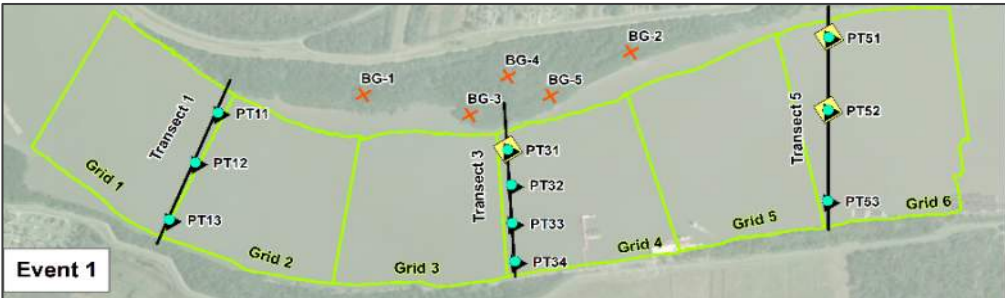 PT51
BG-2
BG-4
BG-1
BG-5
BG-3
Transect 1
PT11
Transect 5
PT52
PT31
PT12
Transect 3
PT32
Grid 1
PT53
Grid 6
PT13
PT33
Grid 5
Grid 4
Grid 2
Grid 3
PT34
Event 1